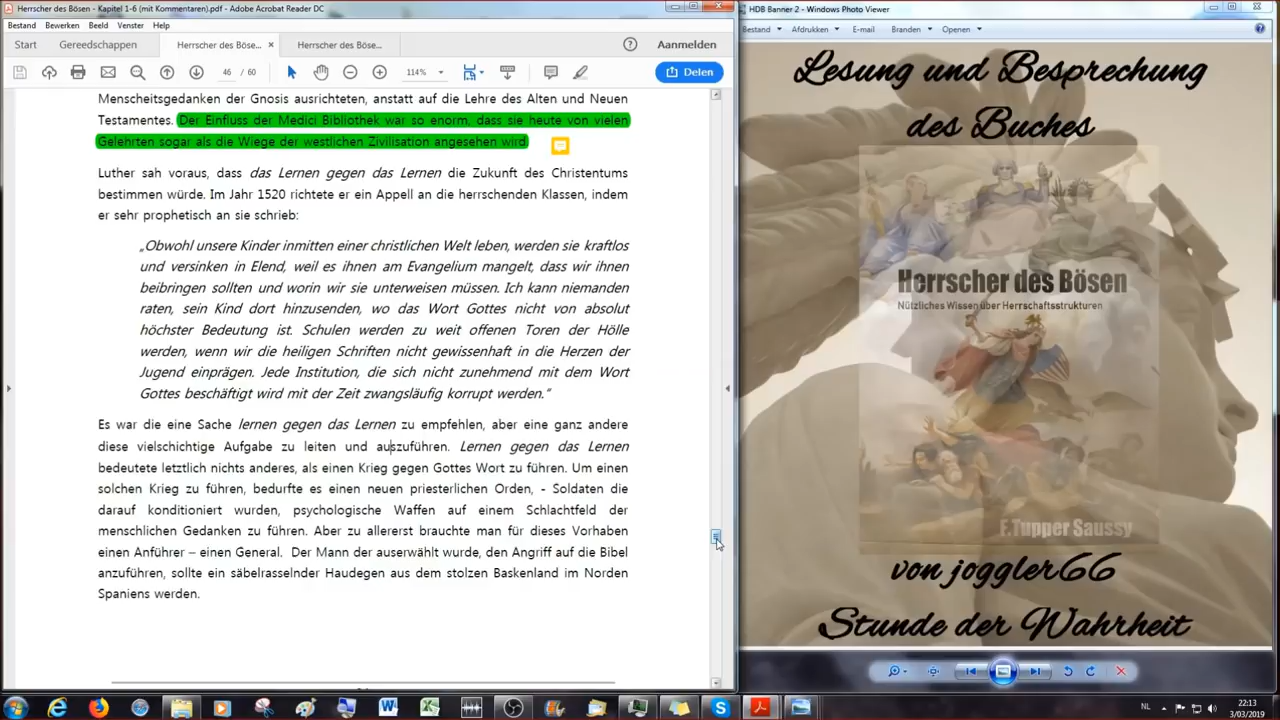 Herrscher des Bösen - Kapitel 1-6 (mit Kommentaren).pdf - Adobe Acrobat Reader DC
Datei Bearbeiten Beeld Venster Help
Start Gereedschappen Herrscher des Böse... × Herrscher des Böse... Aanmelden
46 / 60 114% Delen
Menscheitsgedanken der Gnosis ausrichteten, anstatt auf die Lehre des Alten und Neuen
Testamentes. Der Einfluss der Medici Bibliothek war so enorm, dass sie heute von vielen
Gelehrten sogar als die Wiege der westlichen Zivilisation angesehen wird.
Luther sah voraus, dass das Lernen gegen das Lernen die Zukunft des Christentums
bestimmen würde. Im Jahr 1520 richtete er ein Appell an die herrschenden Klassen, indem
er sehr prophetisch an sie schrieb:
„Obwohl unsere Kinder inmitten einer christlichen Welt leben, werden sie kraftlos
und versinken in Elend, weil es ihnen am Evangelium mangelt, dass wir ihnen
beibringen sollten und worin wir sie unterweisen müssen. Ich kann niemanden
raten, sein Kind dort hinzusenden, wo das Wort Gottes nicht von absolut
höchster Bedeutung ist. Schulen werden zu weit offenen Toren der Hölle
werden, wenn wir die heiligen Schriften nicht gewissenhaft in die Herzen der
Jugend einprägen. Jede Institution, die sich nicht zunehmend mit dem Wort
Gottes beschäftigt wird mit der Zeit zwangsläufig korrupt werden.“
Es war die eine Sache lernen gegen das Lernen zu empfehlen, aber eine ganz andere
diese vielschichtige Aufgabe zu leiten und auszuführen. Lernen gegen das Lernen
bedeutete letztlich nichts anderes, als einen Krieg gegen Gottes Wort zu führen. Um einen
solchen Krieg zu führen, bedurfte es einen neuen priesterlichen Orden, - Soldaten die
darauf konditioniert wurden, psychologische Waffen auf einem Schlachtfeld der
menschlichen Gedanken zu führen. Aber zu allererst brauchte man für dieses Vorhaben
einen Anführer – einen General. Der Mann der auserwählt wurde, den Angriff auf die Bibel
anzuführen, sollte ein säbelrasselnder Haudegen aus dem stolzen Baskenland im Norden
Spaniens werden.
HDB Banner 2 - Windows Photo Viewer
Bestand Afdrukken E-mail Branden Openen
Lesung und Besprechung
des Buches
Herrscher des Bösen
Nützliches Wissen über Herrschaftsstrukturen
F.Tupper Saussy
von joggler66
Stunde der Wahrheit
NL 22:13
3/03/2019